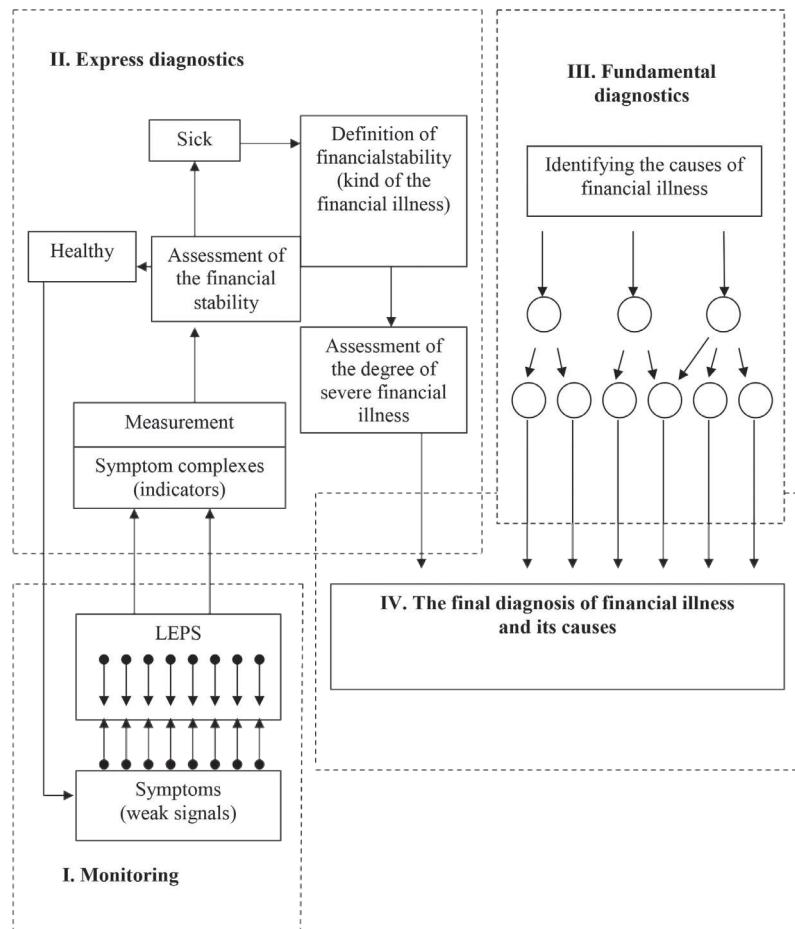 II. Express diagnostics
Sick
Definition of
financialstability
(kind of the
financial illness)
Healthy
Assessment of
the financial
stability
Assessment of
the degree of
severe financial
illness
Measurement
Symptom complexes
(indicators)
III. Fundamental
diagnostics
Identifying the causes of
financial illness
LEPS
Symptoms
(weak signals)
I. Monitoring
IV. The final diagnosis of financial illness
and its causes